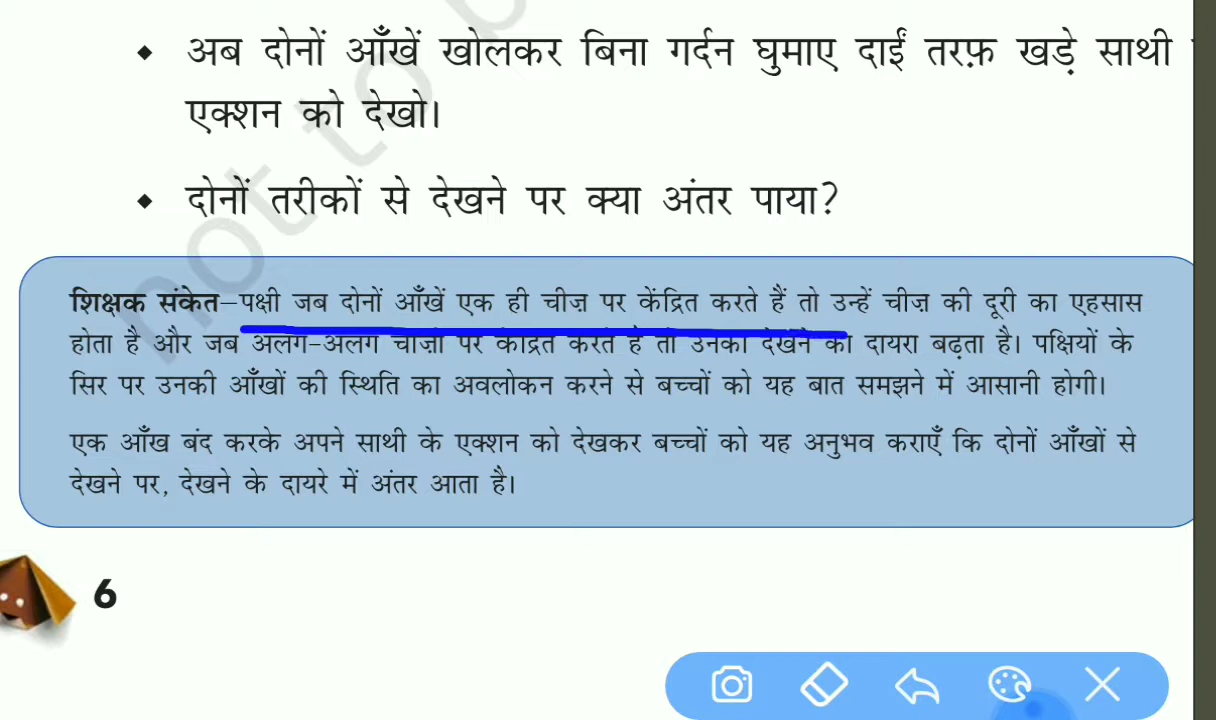 ◆ अब दोनों आँखें खोलकर बिना गर्दन घुमाए दाईं तरफ़ खड़े साथी
एक्शन को देखो।
◆ दोनों तरीकों से देखने पर क्या अंतर पाया?
शिक्षक संकेत–पक्षी जब दोनों आँखें एक ही चीज़ पर केंद्रित करते हैं तो उन्हें चीज़ की दूरी का एहसास
होता है और जब अलग-अलग चीज़ों पर केंद्रित करते हैं तो उनका देखने का दायरा बढ़ता है। पक्षियों के
सिर पर उनकी आँखों की स्थिति का अवलोकन करने से बच्चों को यह बात समझने में आसानी होगी।
एक आँख बंद करके अपने साथी के एक्शन को देखकर बच्चों को यह अनुभव कराएँ कि दोनों आँखों से
देखने पर, देखने के दायरे में अंतर आता है।
6
not to b